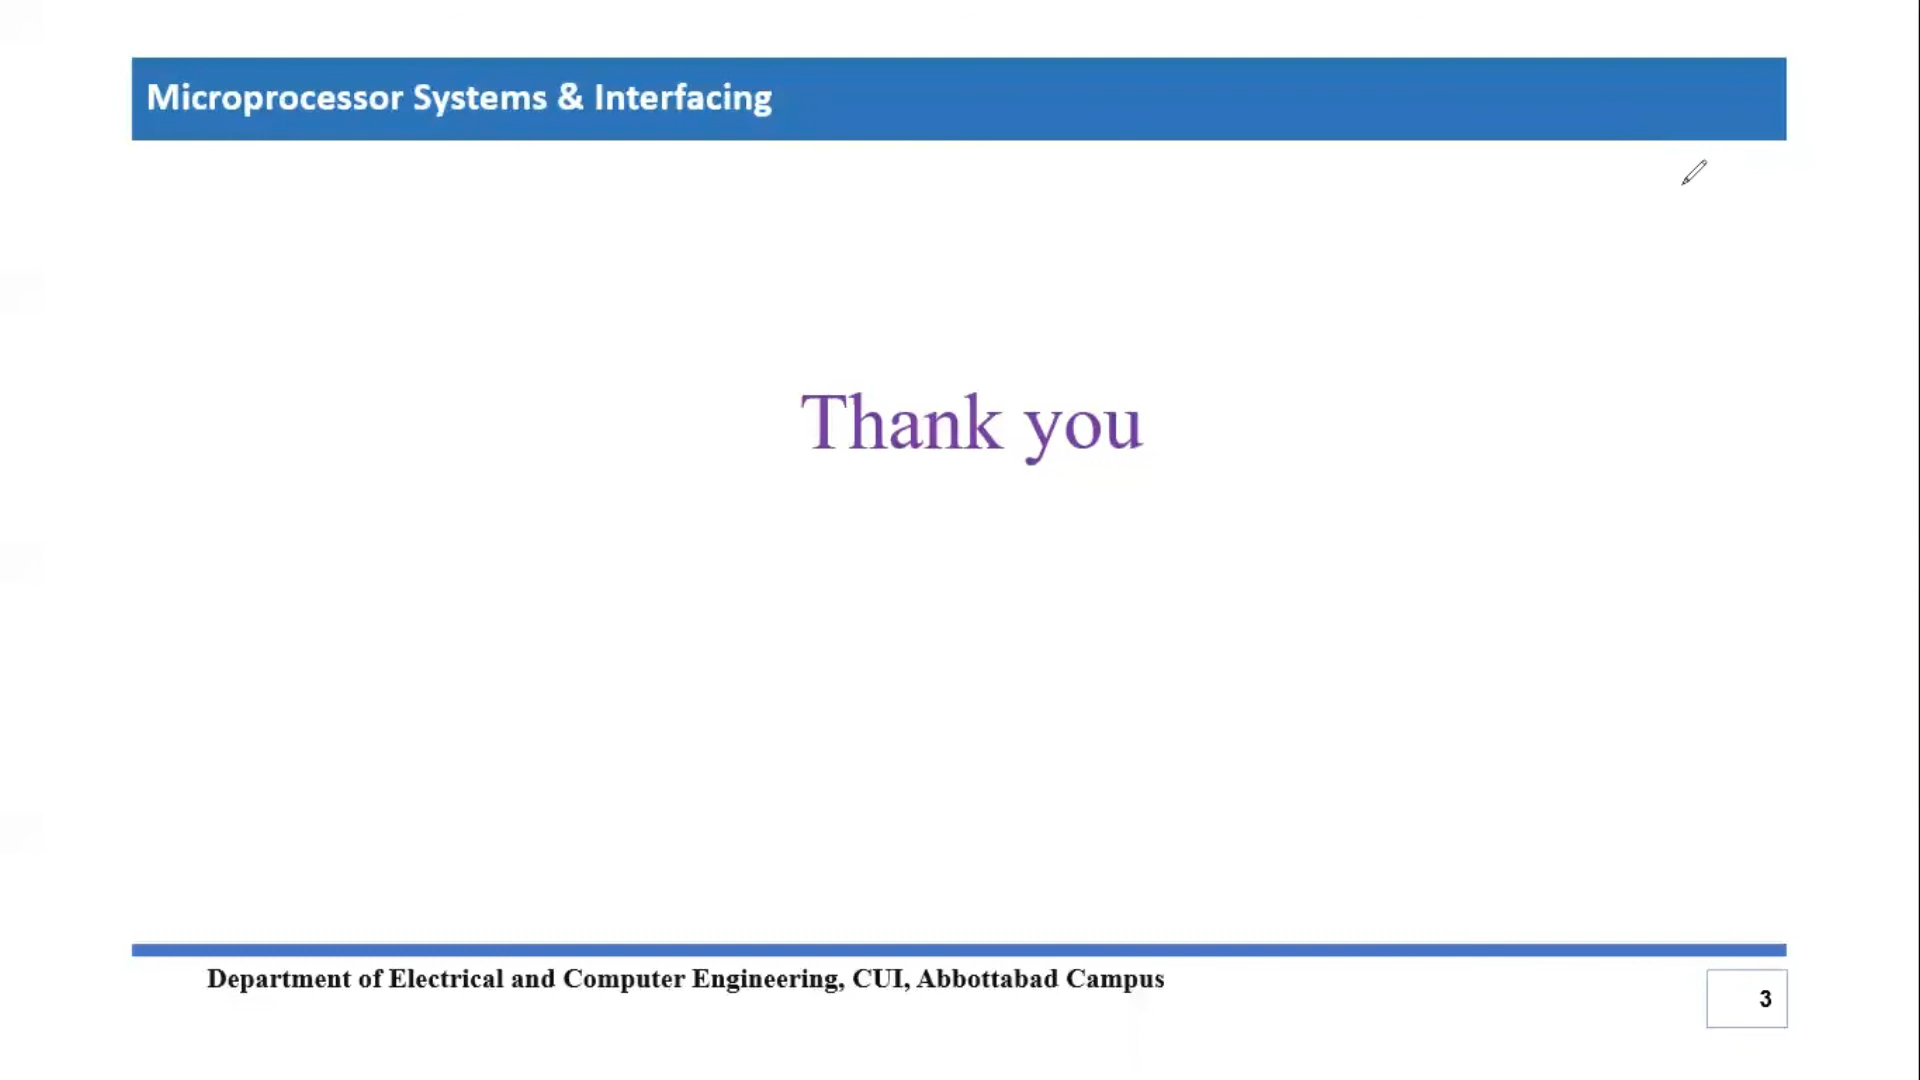 Microprocessor Systems & Interfacing
Thank you
Department of Electrical and Computer Engineering, CUI, Abbottabad Campus
3